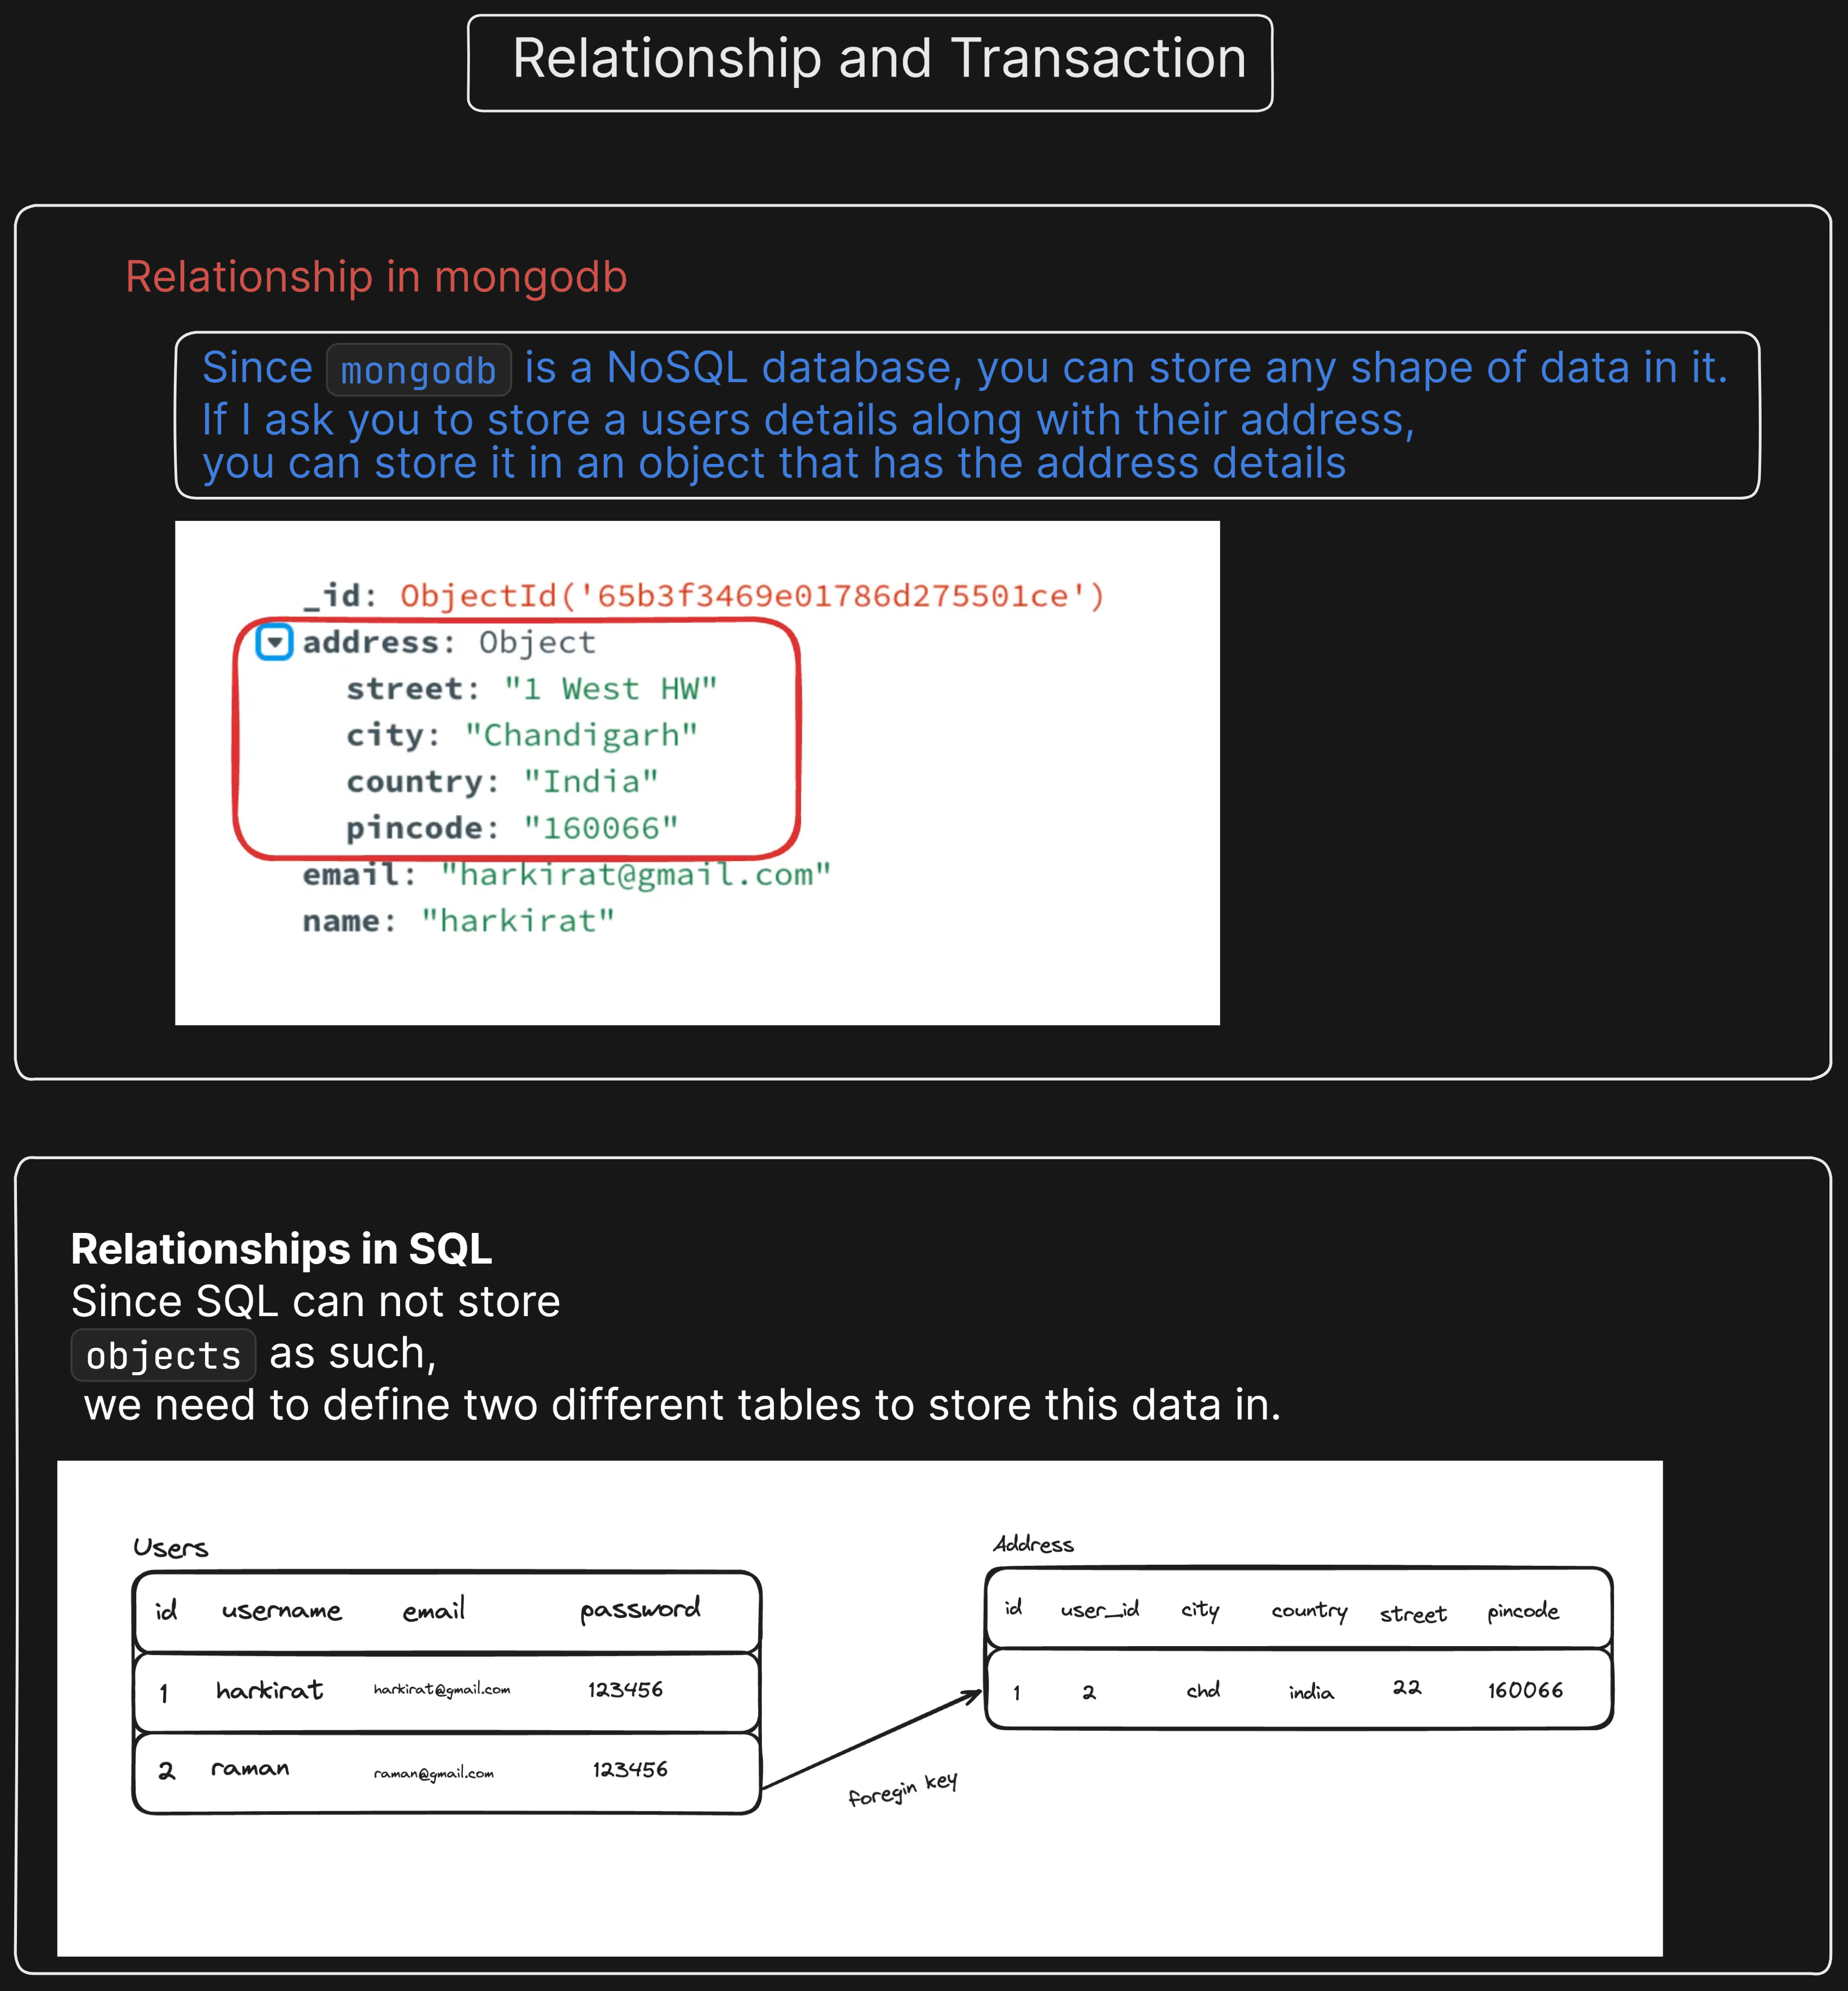 Relationship and Transaction
Relationship in mongodb
Since mongodb is a NoSQL database, you can store any shape of data in it.
If I ask you to store a users details along with their address,
you can store it in an object that has the address details
_id: ObjectId('65b3f3469e01786d275501ce')
address: Object
street: "1 West HW"
city: "Chandigarh"
country: "India"
pincode: "160066"
email: "harkirat@gmail.com"
name: "harkirat"
Relationships in SQL
Since SQL can not store
objects as such,
we need to define two different tables to store this data in.
Users
id username email password
1 harkirat harkirat@gmail.com 123456
2 raman raman@gmail.com 123456
foregin key
Address
id user_id city country street pincode
1 2 chd india 22 160066